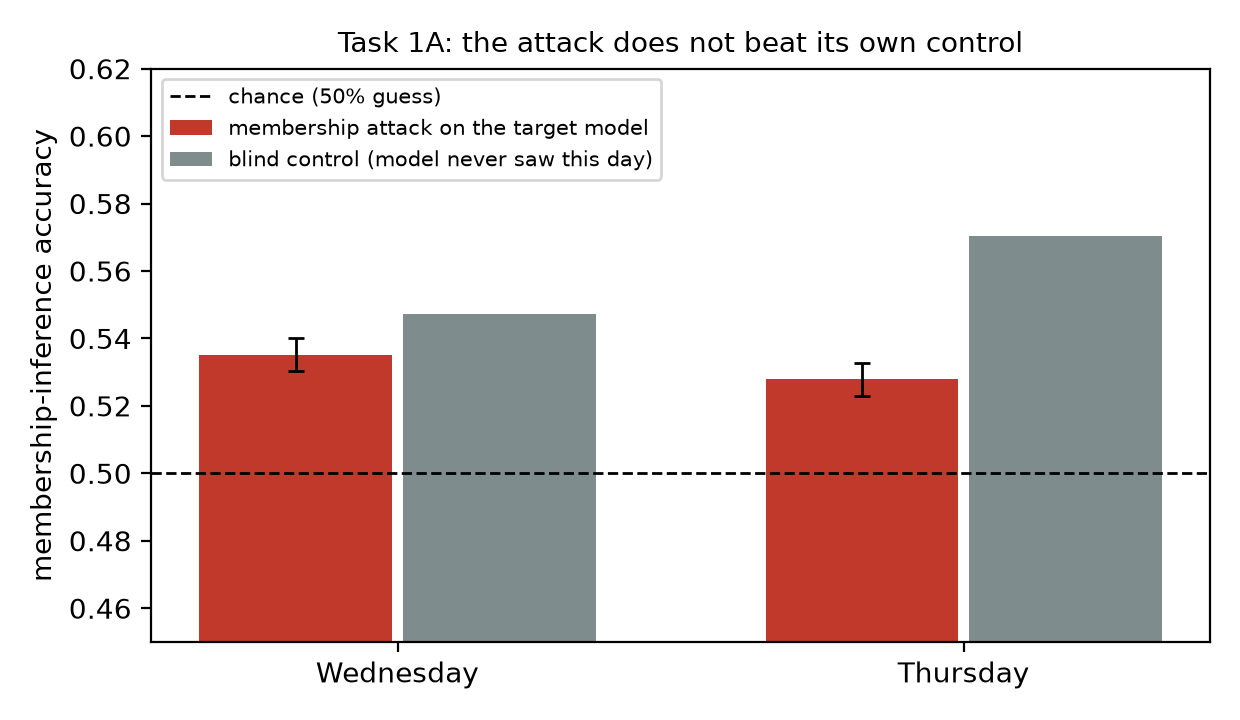 Task 1A: the attack does not beat its own control
0.62
0.60
0.58
0.56
0.54
0.52
0.50
0.48
0.46
membership-inference accuracy
chance (50% guess)
membership attack on the target model
blind control (model never saw this day)
Wednesday
Thursday